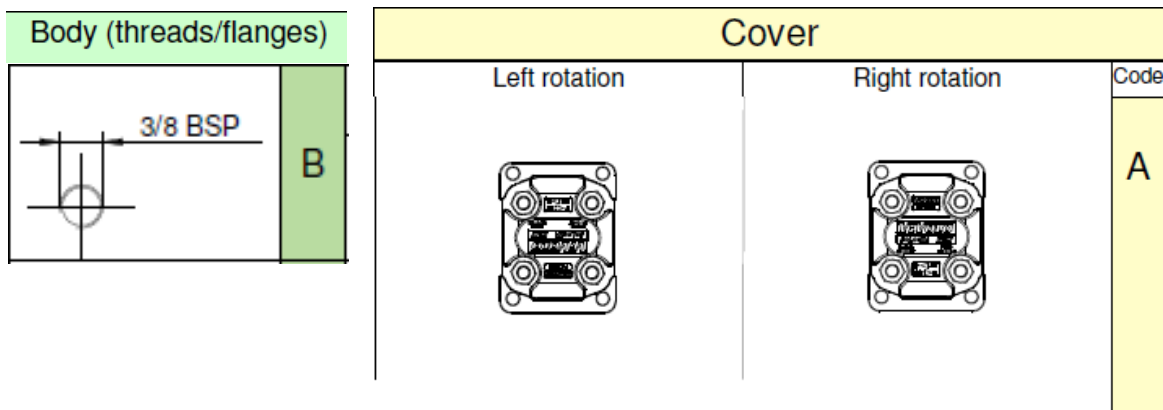 Body (threads/flanges)
3/8 BSP
B
Cover
Left rotation
Right rotation
Code
A